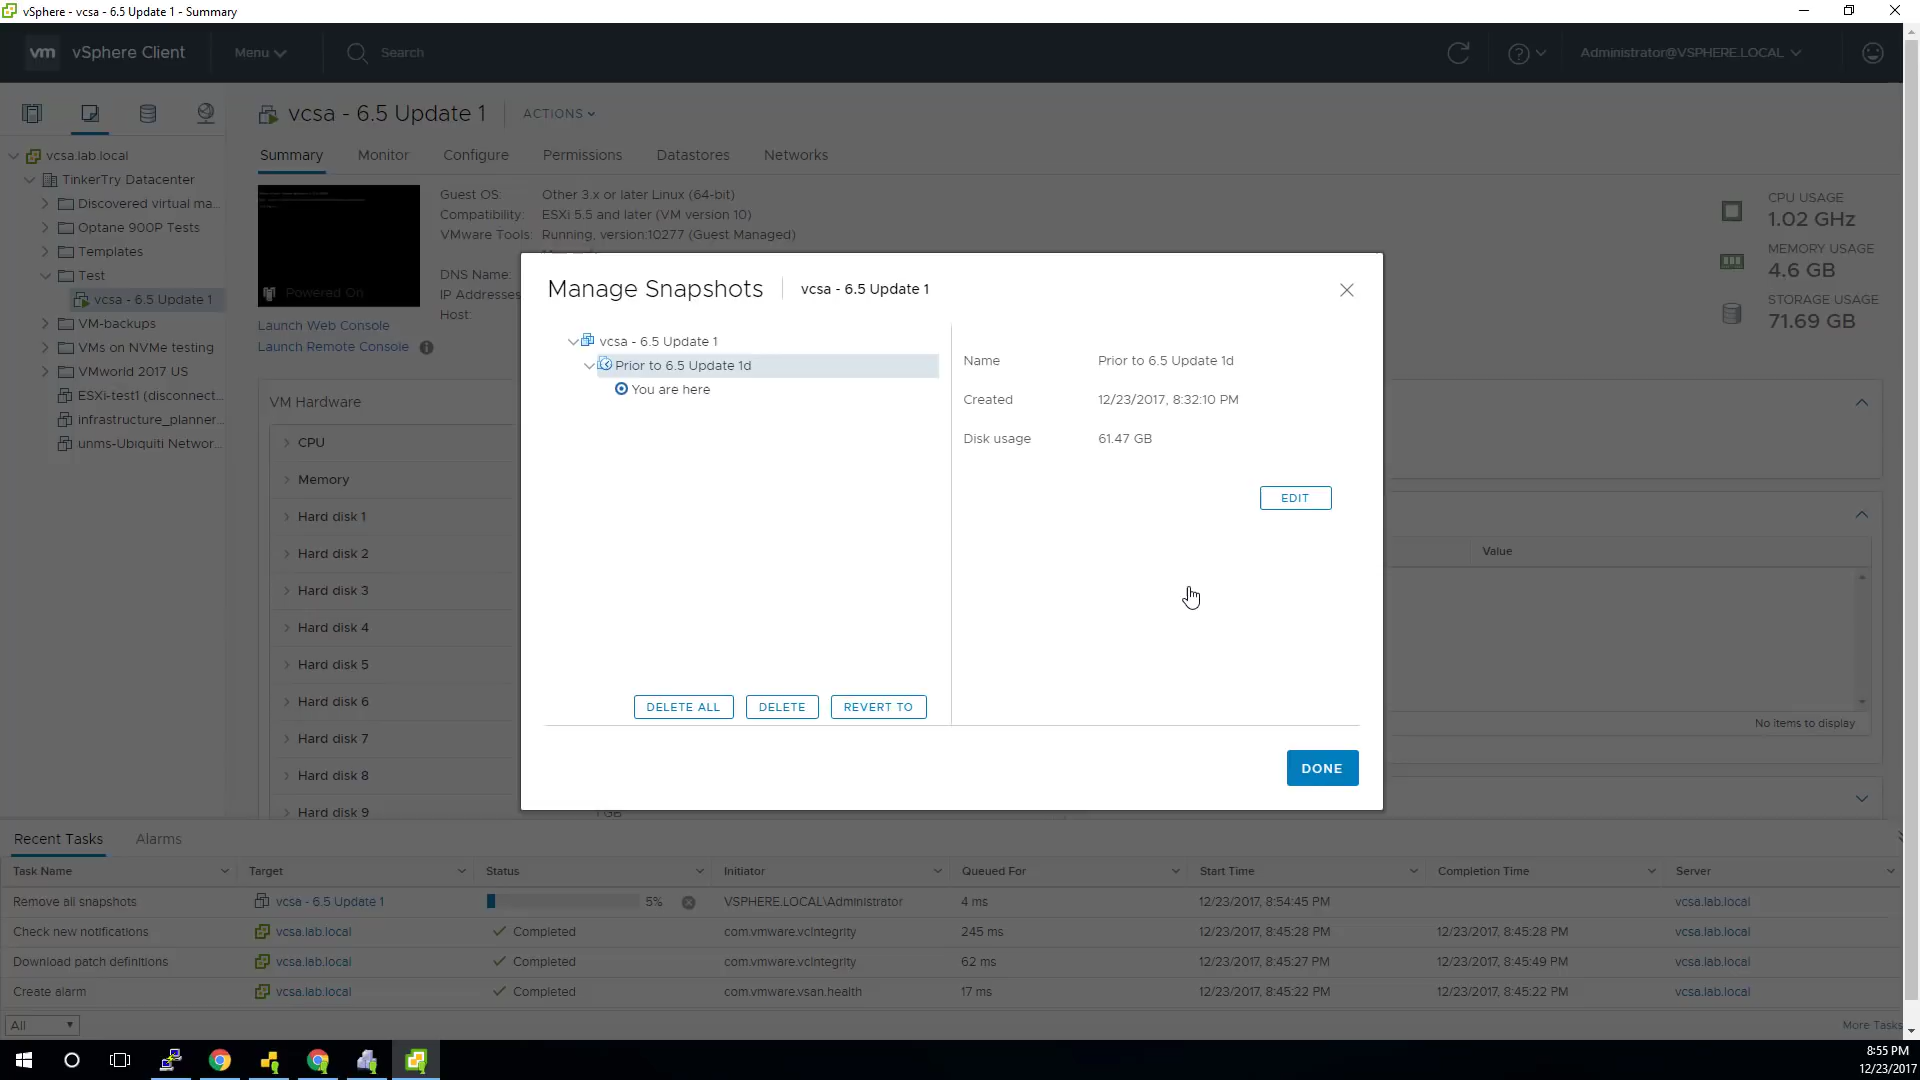 vSphere - vcsa - 6.5 Update 1 - Summary
vm vSphere Client Menu Search Administrator@VSPHERE.LOCAL
vcsa - 6.5 Update 1 ACTIONS
Summary Monitor Configure Permissions Datastores Networks
vcsa.lab.local
TinkerTry Datacenter
Discovered virtual ma...
Optane 900P Tests
Templates
Test
vcsa - 6.5 Update 1
VM-backups
VMs on NVMe testing
VMworld 2017 US
ESXi-test1 (disconnect...
infrastructure_planner...
unms-Ubiquiti Networ...
Powered On
Launch Web Console
Launch Remote Console
Guest OS: Other 3.x or later Linux (64-bit)
Compatibility: ESXi 5.5 and later (VM version 10)
VMware Tools: Running, version:10277 (Guest Managed)
DNS Name:
IP Addresses
Host:
CPU USAGE
1.02 GHz
MEMORY USAGE
4.6 GB
STORAGE USAGE
71.69 GB
VM Hardware
CPU
Memory
Hard disk 1
Hard disk 2
Hard disk 3
Hard disk 4
Hard disk 5
Hard disk 6
Hard disk 7
Hard disk 8
Hard disk 9
Value
No items to display
Manage Snapshots vcsa - 6.5 Update 1
vcsa - 6.5 Update 1
Prior to 6.5 Update 1d
You are here
Name Prior to 6.5 Update 1d
Created 12/23/2017, 8:32:10 PM
Disk usage 61.47 GB
EDIT
DELETE ALL DELETE REVERT TO
DONE
Recent Tasks Alarms
Task Name Target Status Initiator Queued For Start Time Completion Time Server
Remove all snapshots vcsa - 6.5 Update 1 5% VSPHERE.LOCAL\Administrator 4 ms 12/23/2017, 8:54:45 PM vcsa.lab.local
Check new notifications vcsa.lab.local Completed com.vmware.vcIntegrity 245 ms 12/23/2017, 8:45:28 PM 12/23/2017, 8:45:28 PM vcsa.lab.local
Download patch definitions vcsa.lab.local Completed com.vmware.vcIntegrity 62 ms 12/23/2017, 8:45:27 PM 12/23/2017, 8:45:49 PM vcsa.lab.local
Create alarm vcsa.lab.local Completed com.vmware.vsan.health 17 ms 12/23/2017, 8:45:22 PM 12/23/2017, 8:45:22 PM vcsa.lab.local
All More Tasks
8:55 PM
12/23/2017